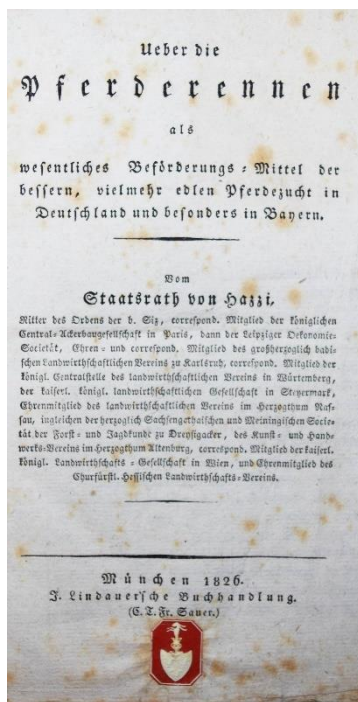 Ueber die
Pferderennen
als
wesentliches Beförderungs-Mittel der
bessern, vielmehr edlen Pferdezucht in
Deutschland und besonders in Bayern.
Vom
Staatsrath von Hazzi,
Ritter des Ordens der b. Siz, correspond. Mitglied der königlichen
Central-Ackerbaugesellschaft in Paris, dann der Leipziger Oekonomie-
Societät, Ehren- und correspond. Mitglied des großherzoglich badi-
schen Landwirthschaftlichen Vereins zu Karlsruh, correspond. Mitglied der
königl. Centralstelle des landwirthschaftlichen Vereins in Würtemberg,
der kaiserl. königl. landwirthschaftlichen Gesellschaft in Steyermark,
Ehrenmitglied des landwirthschaftlichen Vereins im Herzogthum Nas-
sau, ingleichen der herzoglich Sachsengothaischen und Meiningischen Socie-
tät der Forst- und Jagdkunde zu Dreyßigacker, des Kunst- und Hand-
werks-Vereins im Herzogthum Altenburg, correspond. Mitglied der kaiserl.
königl. Landwirthschafts-Gesellschaft in Wien, und Ehrenmitglied des
Churfürstl. Hessischen Landwirthschafts-Vereins.
München 1826.
J. Lindauer'sche Buchhandlung.
(C. T. Fr. Sauer.)